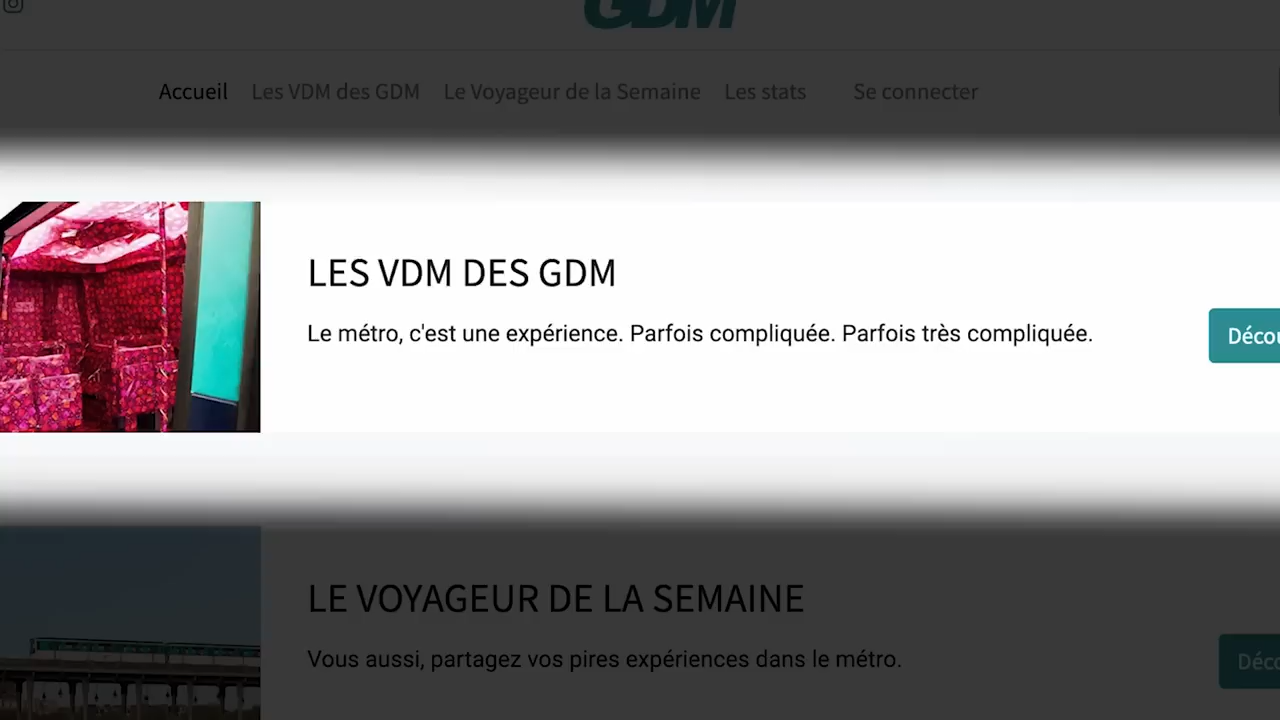 GDM
Accueil Les VDM des GDM Le Voyageur de la Semaine Les stats Se connecter
LES VDM DES GDM
Le métro, c'est une expérience. Parfois compliquée. Parfois très compliquée.
Décou
LE VOYAGEUR DE LA SEMAINE
Vous aussi, partagez vos pires expériences dans le métro.
Déco